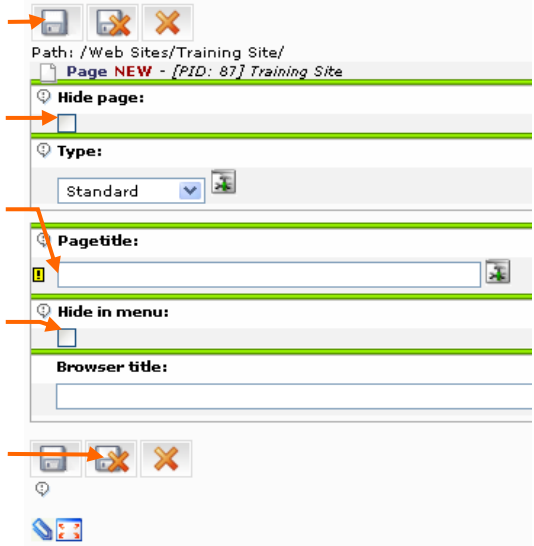 Path: /Web Sites/Training Site/
Page NEW - [PID: 87] Training Site
Hide page:
Type:
Standard
Pagetitle:
Hide in menu:
Browser title: